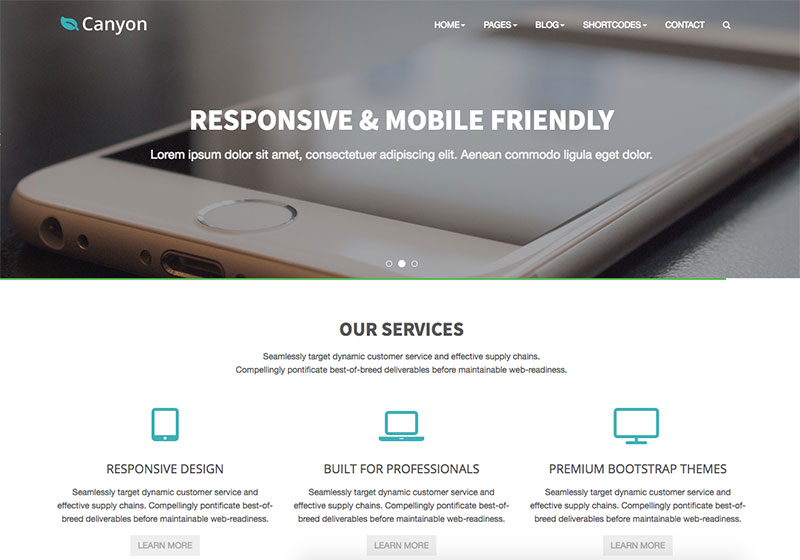 Canyon
HOME PAGES BLOG SHORTCODES CONTACT
RESPONSIVE & MOBILE FRIENDLY
Lorem ipsum dolor sit amet, consectetuer adipiscing elit. Aenean commodo ligula eget dolor.
OUR SERVICES
Seamlessly target dynamic customer service and effective supply chains.
Compellingly pontificate best-of-breed deliverables before maintainable web-readiness.
RESPONSIVE DESIGN
Seamlessly target dynamic customer service and
effective supply chains. Compellingly pontificate best-of-
breed deliverables before maintainable web-readiness.
LEARN MORE
BUILT FOR PROFESSIONALS
Seamlessly target dynamic customer service and
effective supply chains. Compellingly pontificate best-of-
breed deliverables before maintainable web-readiness.
LEARN MORE
PREMIUM BOOTSTRAP THEMES
Seamlessly target dynamic customer service and
effective supply chains. Compellingly pontificate best-of-
breed deliverables before maintainable web-readiness.
LEARN MORE